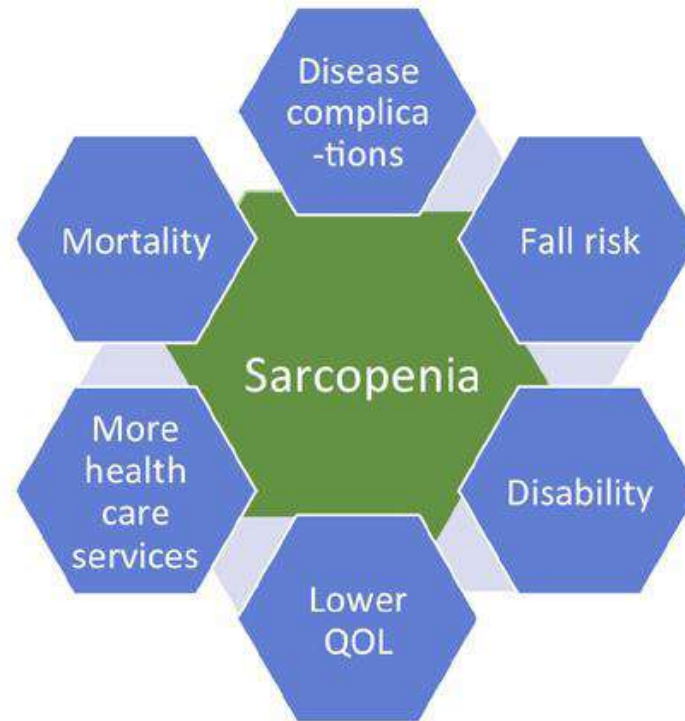 Disease
complica
-tions
Mortality
Fall risk
Sarcopenia
More
health
care
services
Disability
Lower
QOL